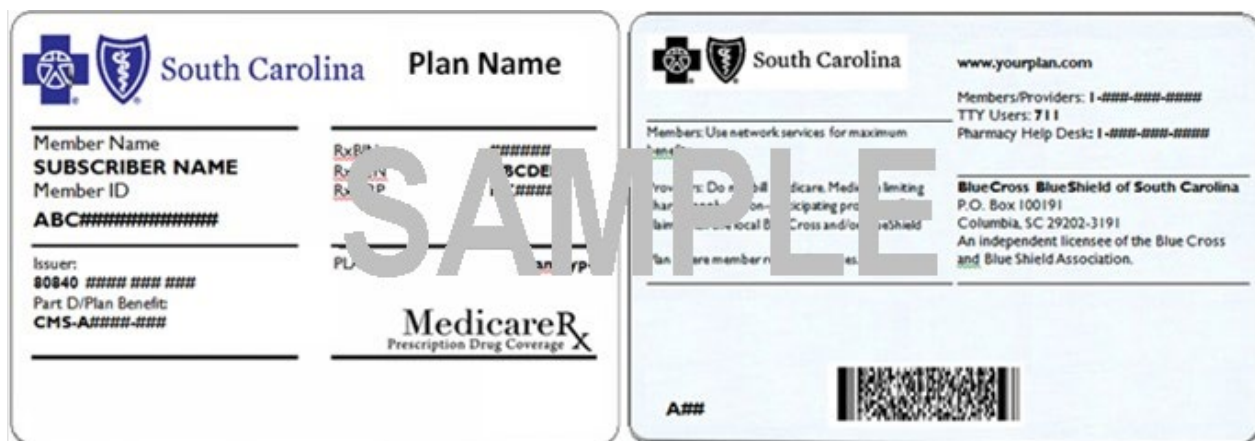 South Carolina
Plan Name
Member Name
SUBSCRIBER NAME
Member ID
ABC##############
Issuer:
80840 #### ### ###
Part D/Plan Benefit:
CMS-A####-###
MedicareRx
Prescription Drug Coverage
SAMPLE
South Carolina
Members: Use network services for maximum
www.yourplan.com
Members/Providers: 1-###-###-####
TTY Users: 711
Pharmacy Help Desk: 1-###-###-####
BlueCross BlueShield of South Carolina
P.O. Box 100191
Columbia, SC 29202-3191
An independent licensee of the Blue Cross
and Blue Shield Association.
A##